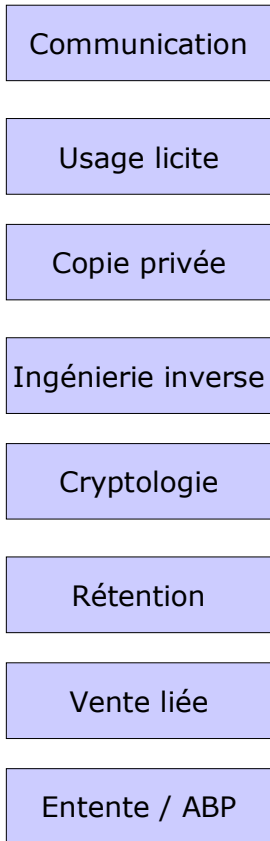 Communication
Usage licite
Copie privée
Ingénierie inverse
Cryptologie
Rétention
Vente liée
Entente / ABP